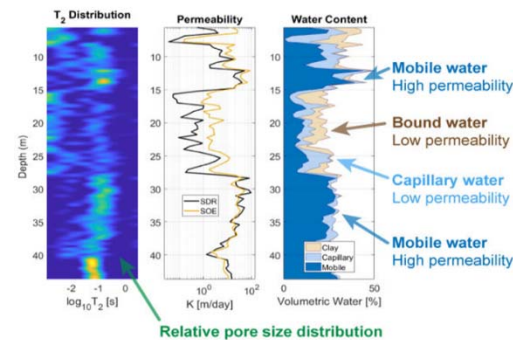 T2 Distribution
Permeability
Water Content
10
15
20
25
30
35
40
Depth (m)
-2 -1 0
log10T2 [s]
10
15
20
25
30
35
40
SDR
SOE
10^0 10^2
K [m/day]
10
15
20
25
30
35
40
Clay
Capillary
Mobile
0 50
Volumetric Water [%]
Mobile water
High permeability
Bound water
Low permeability
Capillary water
Low permeability
Mobile water
High permeability
Relative pore size distribution